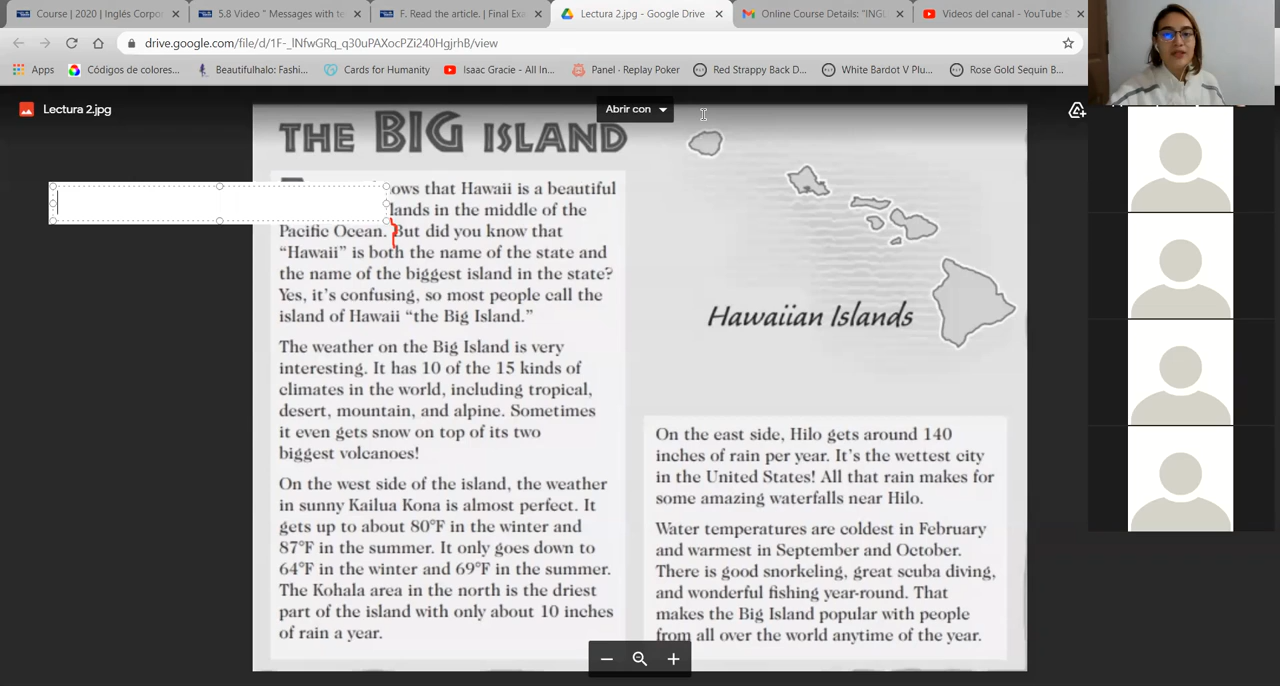 Course | 2020 | Inglés Corpo
5.8 Video " Messages with te
F. Read the article. | Final Exa
Lectura 2.jpg - Google Drive
Online Course Details: "INGL
Videos del canal - YouTube S
drive.google.com/file/d/1F-_lNfwGRq_q30uPAXocPZi240HgjrhB/view
Apps
Códigos de colores...
Beautifulhalo: Fashi...
Cards for Humanity
Isaac Gracie - All In...
Panel · Replay Poker
Red Strappy Back D...
White Bardot V Plu...
Rose Gold Sequin B...
Lectura 2.jpg
Abrir con
THE BIG ISLAND
ows that Hawaii is a beautiful
lands in the middle of the
Pacific Ocean. But did you know that
“Hawaii” is both the name of the state and
the name of the biggest island in the state?
Yes, it’s confusing, so most people call the
island of Hawaii “the Big Island.”
The weather on the Big Island is very
interesting. It has 10 of the 15 kinds of
climates in the world, including tropical,
desert, mountain, and alpine. Sometimes
it even gets snow on top of its two
biggest volcanoes!
On the west side of the island, the weather
in sunny Kailua Kona is almost perfect. It
gets up to about 80°F in the winter and
87°F in the summer. It only goes down to
64°F in the winter and 69°F in the summer.
The Kohala area in the north is the driest
part of the island with only about 10 inches
of rain a year.
Hawaiian Islands
On the east side, Hilo gets around 140
inches of rain per year. It’s the wettest city
in the United States! All that rain makes for
some amazing waterfalls near Hilo.
Water temperatures are coldest in February
and warmest in September and October.
There is good snorkeling, great scuba diving,
and wonderful fishing year-round. That
makes the Big Island popular with people
from all over the world anytime of the year.